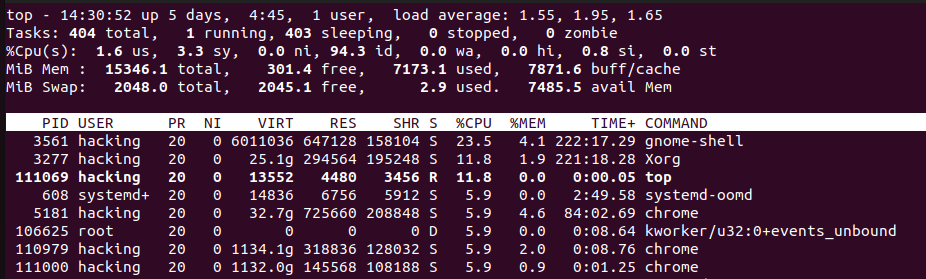 top - 14:30:52 up 5 days,  4:45,  1 user,  load average: 1.55, 1.95, 1.65
Tasks: 404 total,   1 running, 403 sleeping,   0 stopped,   0 zombie
%Cpu(s):  1.6 us,  3.3 sy,  0.0 ni, 94.3 id,  0.0 wa,  0.0 hi,  0.8 si,  0.0 st
MiB Mem :  15346.1 total,    301.4 free,   7173.1 used,   7871.6 buff/cache
MiB Swap:   2048.0 total,   2045.1 free,      2.9 used.   7485.5 avail Mem
PID USER      PR  NI    VIRT    RES    SHR S  %CPU  %MEM     TIME+ COMMAND
3561 hacking   20   0 6011036 647128 158104 S  23.5   4.1 222:17.29 gnome-shell
3277 hacking   20   0   25.1g 294564 195248 S  11.8   1.9 221:18.28 Xorg
111069 hacking   20   0   13552   4480   3456 R  11.8   0.0   0:00.05 top
608 systemd+  20   0   14836   6756   5912 S   5.9   0.0   2:49.58 systemd-oomd
5181 hacking   20   0   32.7g 725660 208848 S   5.9   4.6  84:02.69 chrome
106625 root      20   0       0      0      0 D   5.9   0.0   0:08.64 kworker/u32:0+events_unbound
110979 hacking   20   0 1134.1g 318836 128032 S   5.9   2.0   0:08.76 chrome
111000 hacking   20   0 1132.0g 145568 108188 S   5.9   0.9   0:01.25 chrome